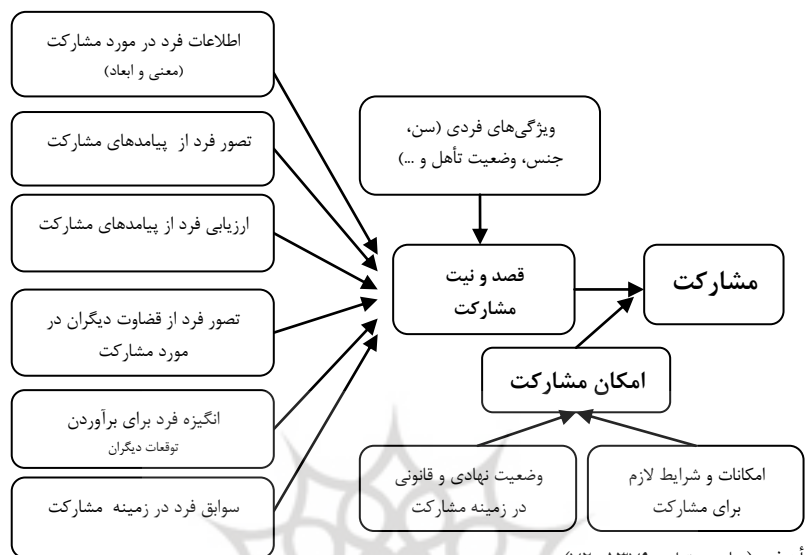 اطلاعات فرد در مورد مشارکت
(معنی و ابعاد)
تصور فرد از پیامدهای مشارکت
ارزیابی فرد از پیامدهای مشارکت
تصور فرد از قضاوت دیگران در
مورد مشارکت
انگیزه فرد برای برآوردن
توقعات دیگران
سوابق فرد در زمینه مشارکت
ویژگی‌های فردی (سن،
جنس، وضعیت تأهل و ...)
قصد و نیت
مشارکت
مشارکت
امکان مشارکت
وضعیت نهادی و قانونی
در زمینه مشارکت
امکانات و شرایط لازم
برای مشارکت